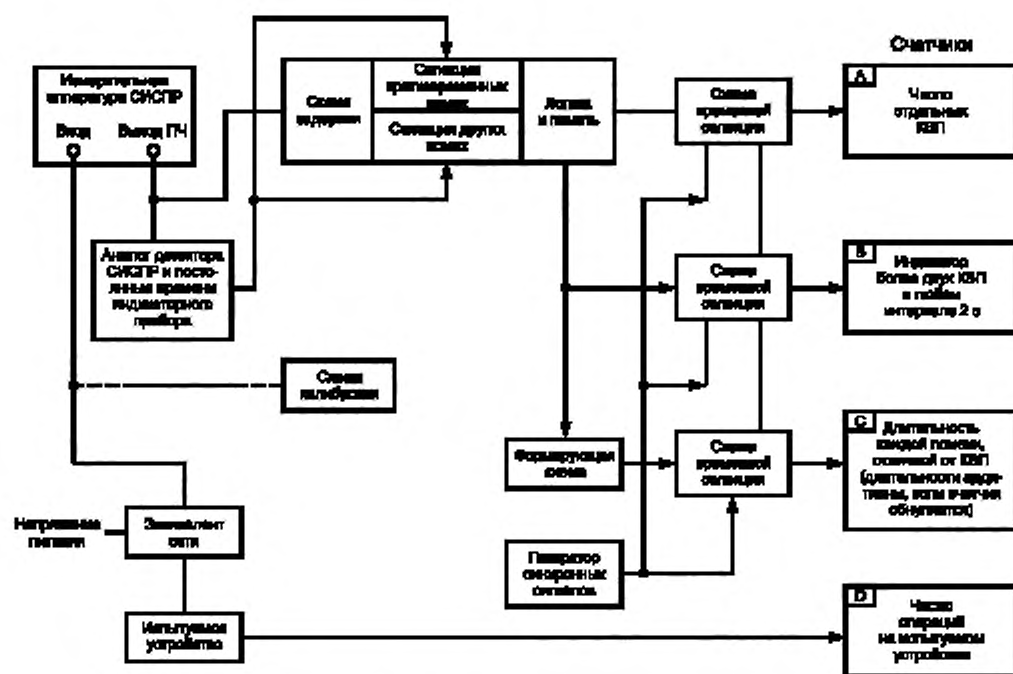 Счетчики
Измерительная
аппаратура СИСПР
Вход
Выход ПЧ
Схема
задержки
Селекция
кратковременных
помех
Селекция других
помех
Логика
и память
Схема
временной
селекции
A
Число
отдельных
КВП
Аналог детектора
СИСПР и посто-
янные времени
индикаторного
прибора
Схема
временной
селекции
B
Индикатор
более двух КВП
в любом
интервале 2 с
Схема
калибровки
Формирующая
схема
Схема
временной
селекции
C
Длительность
каждой помехи,
отличной от КВП
(длительности адди-
тивны, если счетчик
обнуляется)
Напряжение
питания
Эквивалент
сети
Генератор
синхронных
сигналов
Испытуемое
устройство
D
Число
операций
на испытуемом
устройстве